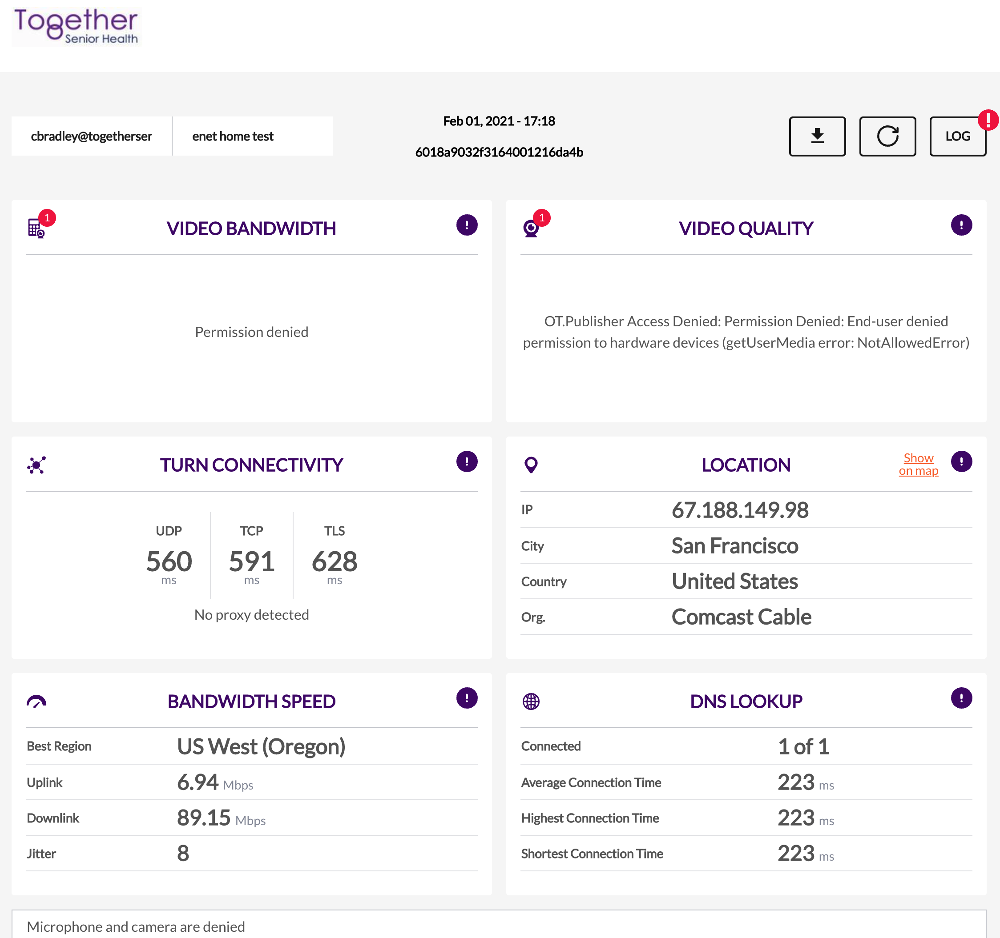 Together
Senior Health
cbradley@togetherser
enet home test
Feb 01, 2021 - 17:18
6018a9032f3164001216da4b
LOG
!
1
VIDEO BANDWIDTH
!
Permission denied
1
VIDEO QUALITY
!
OT.Publisher Access Denied: Permission Denied: End-user denied
permission to hardware devices (getUserMedia error: NotAllowedError)
TURN CONNECTIVITY
!
UDP
560
ms
TCP
591
ms
TLS
628
ms
No proxy detected
LOCATION
Show
on map
!
IP 67.188.149.98
City San Francisco
Country United States
Org. Comcast Cable
BANDWIDTH SPEED
!
Best Region US West (Oregon)
Uplink 6.94 Mbps
Downlink 89.15 Mbps
Jitter 8
DNS LOOKUP
!
Connected 1 of 1
Average Connection Time 223 ms
Highest Connection Time 223 ms
Shortest Connection Time 223 ms
Microphone and camera are denied